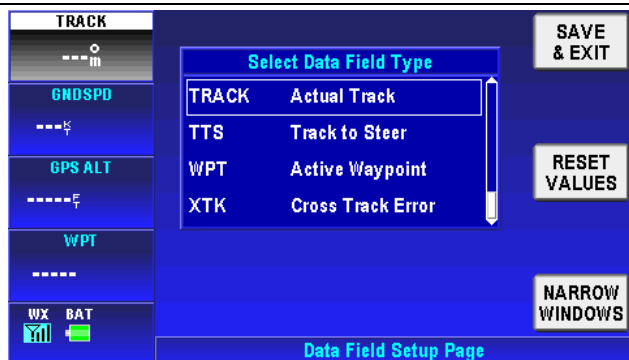 TRACK
---°m
GNDSPD
---KT
GPS ALT
-----FT
WPT
-----
WX BAT
Select Data Field Type
TRACK Actual Track
TTS Track to Steer
WPT Active Waypoint
XTK Cross Track Error
SAVE
& EXIT
RESET
VALUES
NARROW
WINDOWS
Data Field Setup Page